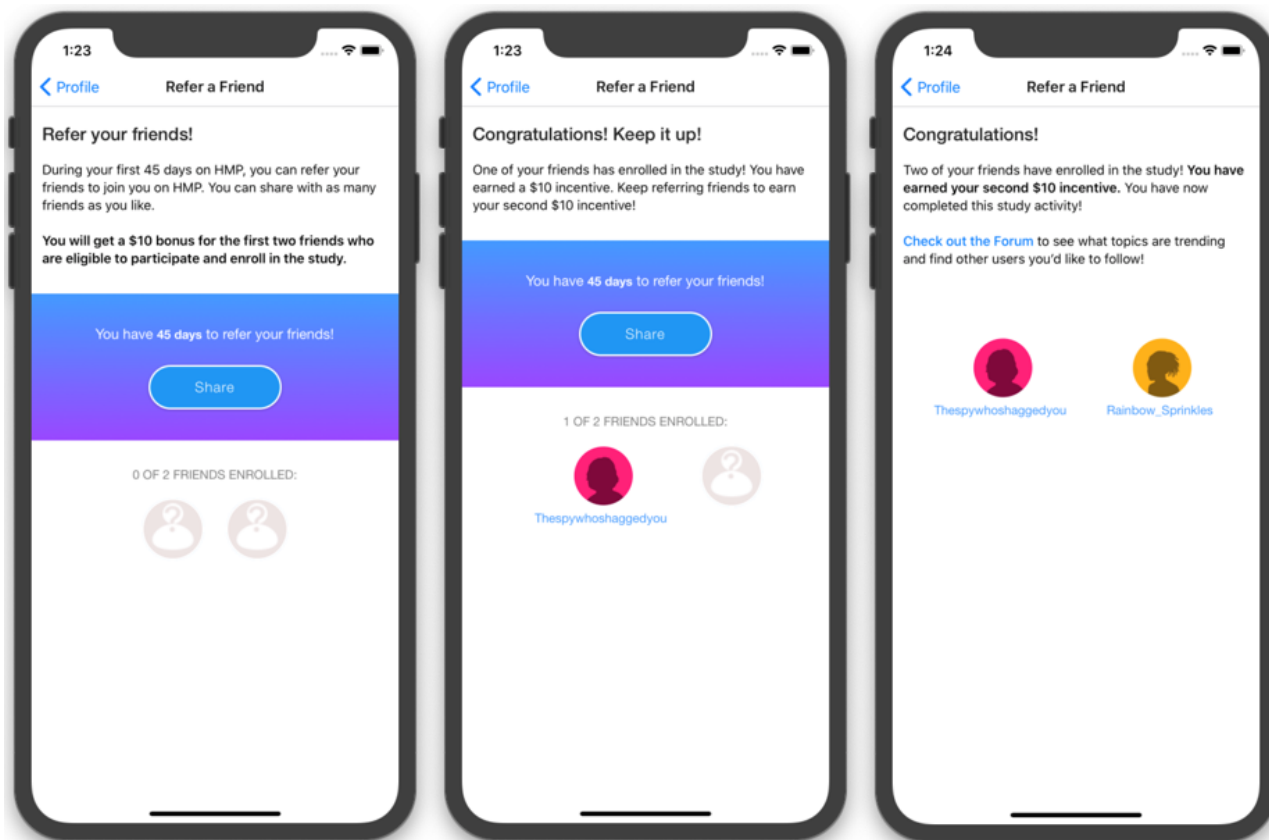 1:23
Profile
Refer a Friend
Refer your friends!
During your first 45 days on HMP, you can refer your
friends to join you on HMP. You can share with as many
friends as you like.
You will get a $10 bonus for the first two friends who
are eligible to participate and enroll in the study.
You have 45 days to refer your friends!
Share
0 OF 2 FRIENDS ENROLLED:
1:23
Profile
Refer a Friend
Congratulations! Keep it up!
One of your friends has enrolled in the study! You have
earned a $10 incentive. Keep referring friends to earn
your second $10 incentive!
You have 45 days to refer your friends!
Share
1 OF 2 FRIENDS ENROLLED:
Thespywhoshaggedyou
1:24
Profile
Refer a Friend
Congratulations!
Two of your friends have enrolled in the study! You have
earned your second $10 incentive. You have now
completed this study activity!
Check out the Forum to see what topics are trending
and find other users you'd like to follow!
Thespywhoshaggedyou
Rainbow_Sprinkles